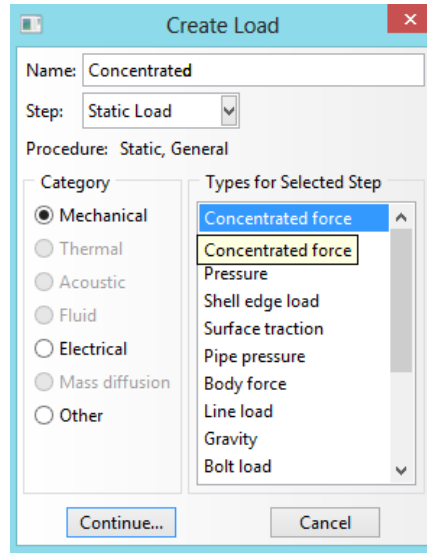 Create Load
Name: Concentrated
Step: Static Load
Procedure: Static, General
Category
Mechanical
Thermal
Acoustic
Fluid
Electrical
Mass diffusion
Other
Types for Selected Step
Concentrated force
Concentrated force
Pressure
Shell edge load
Surface traction
Pipe pressure
Body force
Line load
Gravity
Bolt load
Continue... Cancel